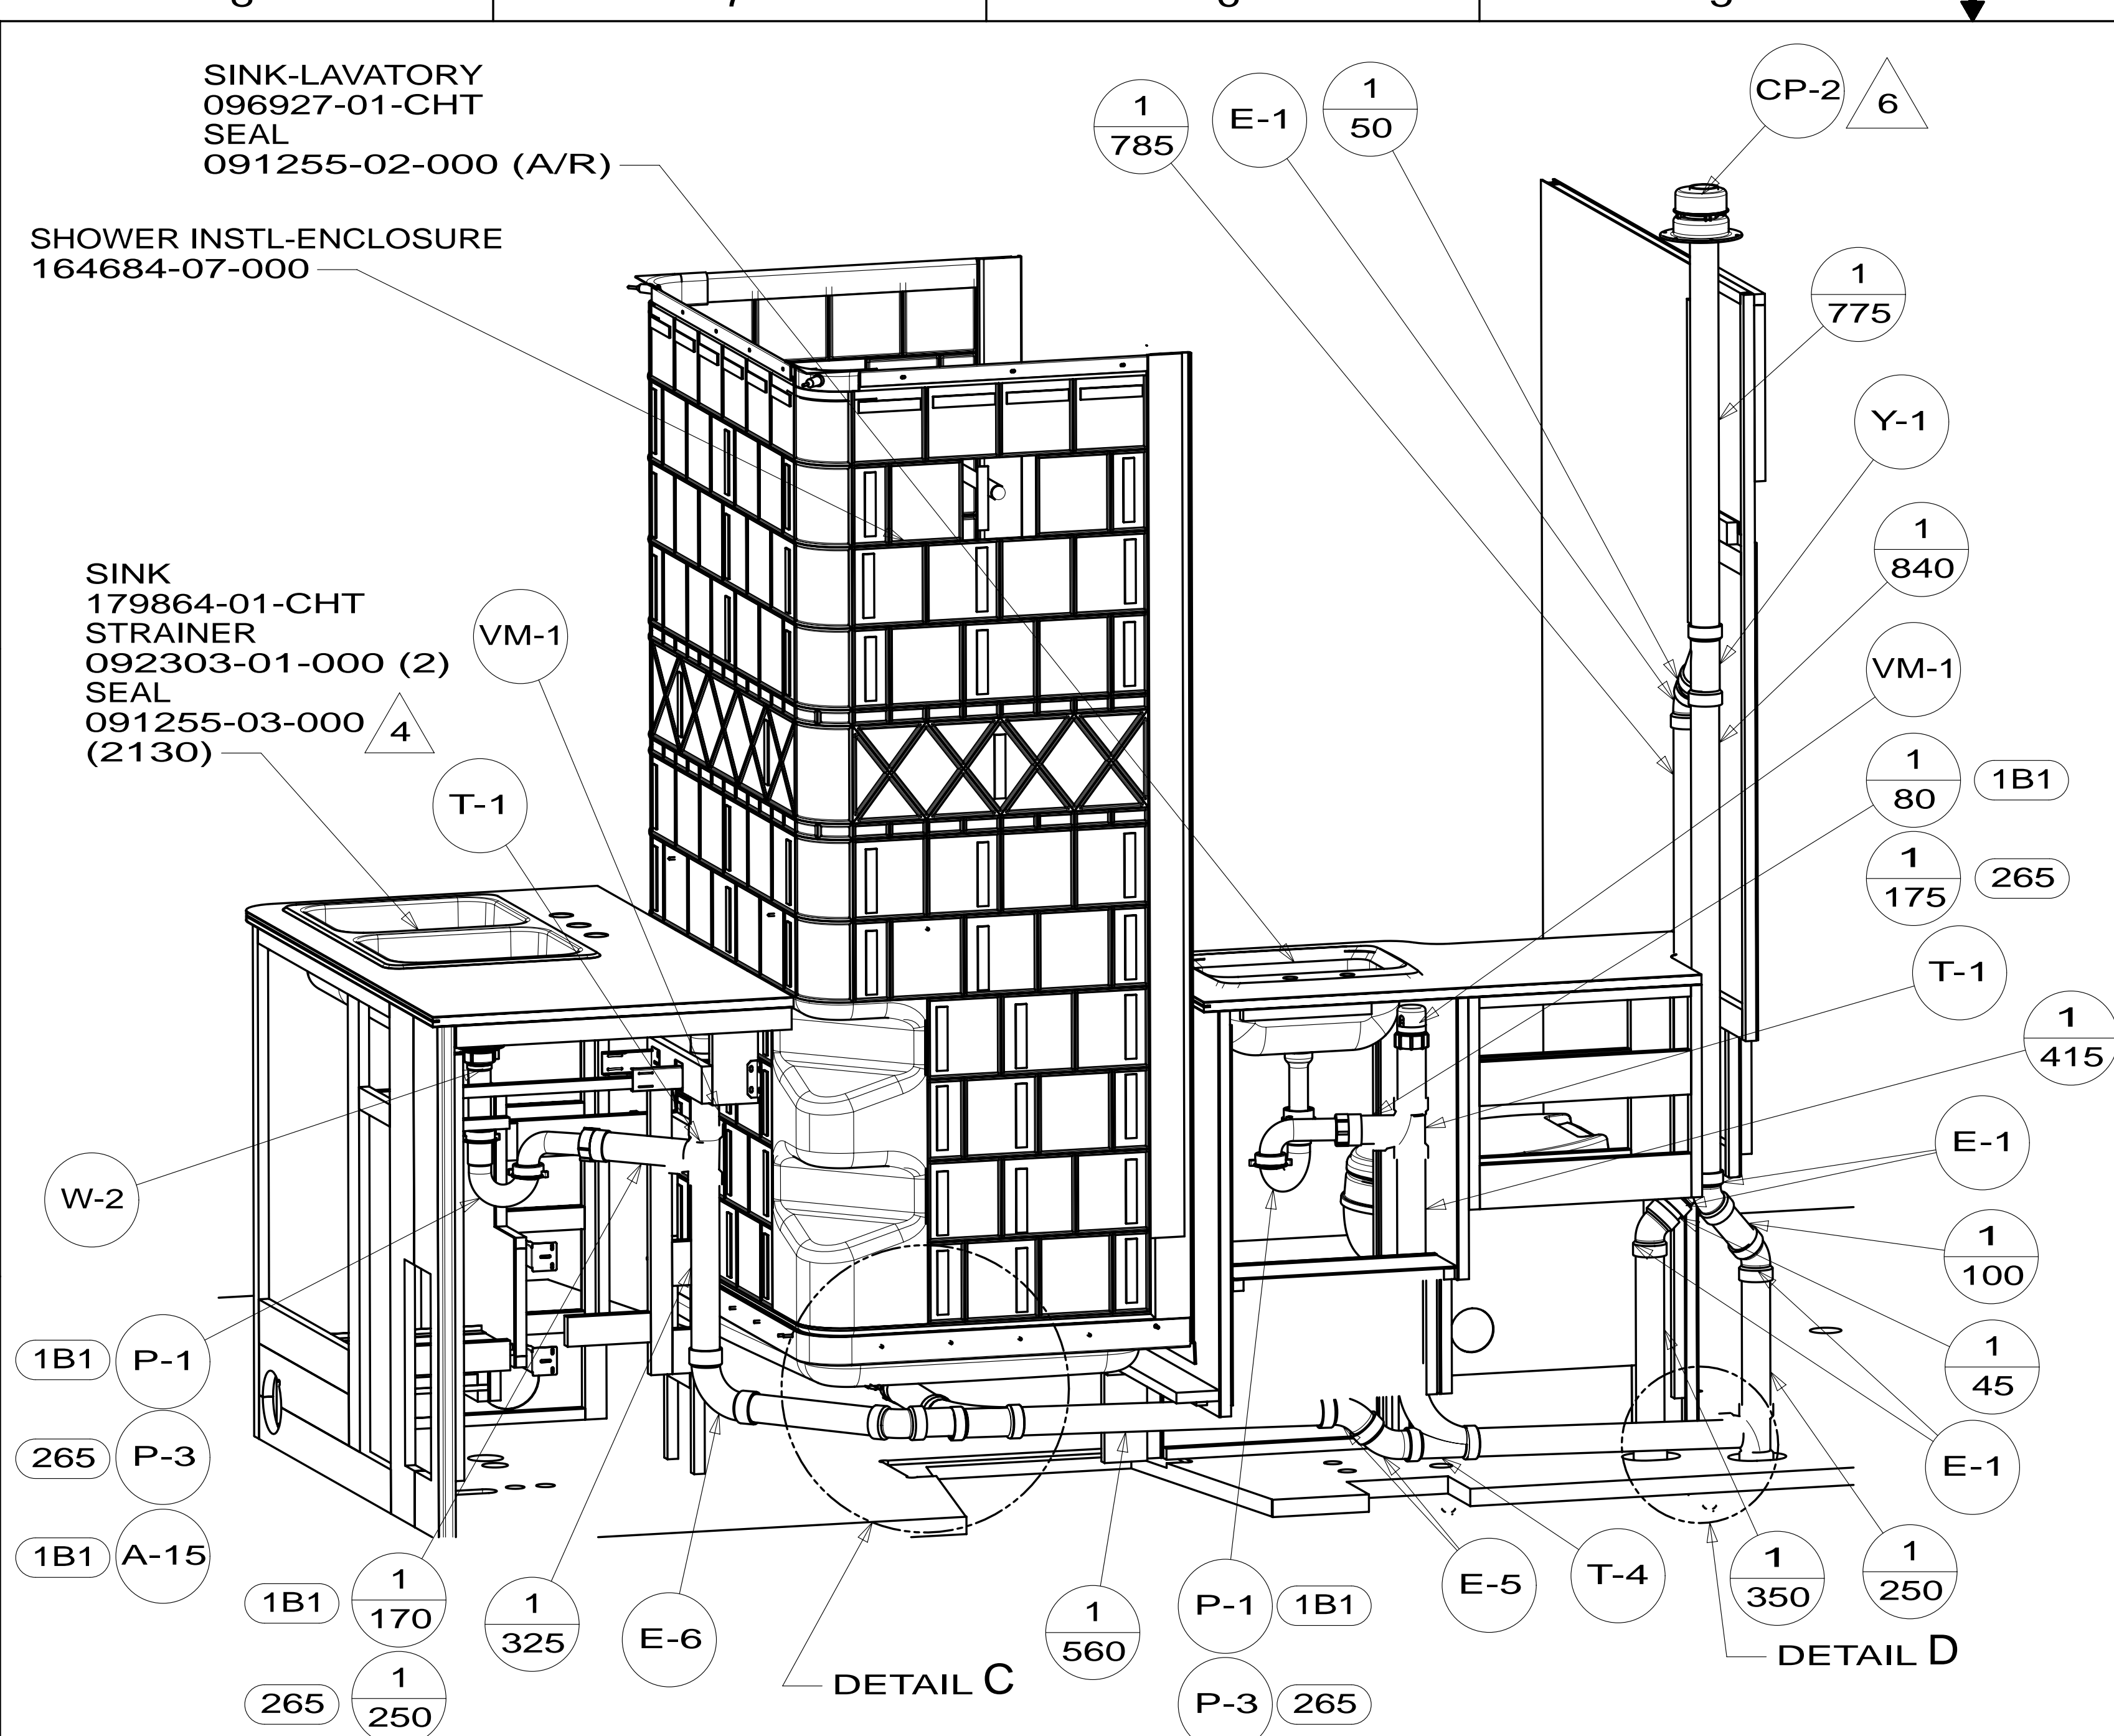 SINK-LAVATORY
096927-01-CHT
SEAL
091255-02-000 (A/R)
SHOWER INSTL-ENCLOSURE
164684-07-000
1
785
E-1
1
50
CP-2
6
1
775
Y-1
1
840
VM-1
1
80
1B1
1
175
265
T-1
1
415
E-1
1
100
1
45
E-1
SINK
179864-01-CHT
STRAINER
092303-01-000 (2)
SEAL
091255-03-000
(2130)
4
VM-1
T-1
W-2
1B1
P-1
265
P-3
1B1
A-15
1B1
1
170
265
1
250
1
325
E-6
DETAIL C
1
560
P-1
1B1
P-3
265
E-5
T-4
1
350
1
250
DETAIL D